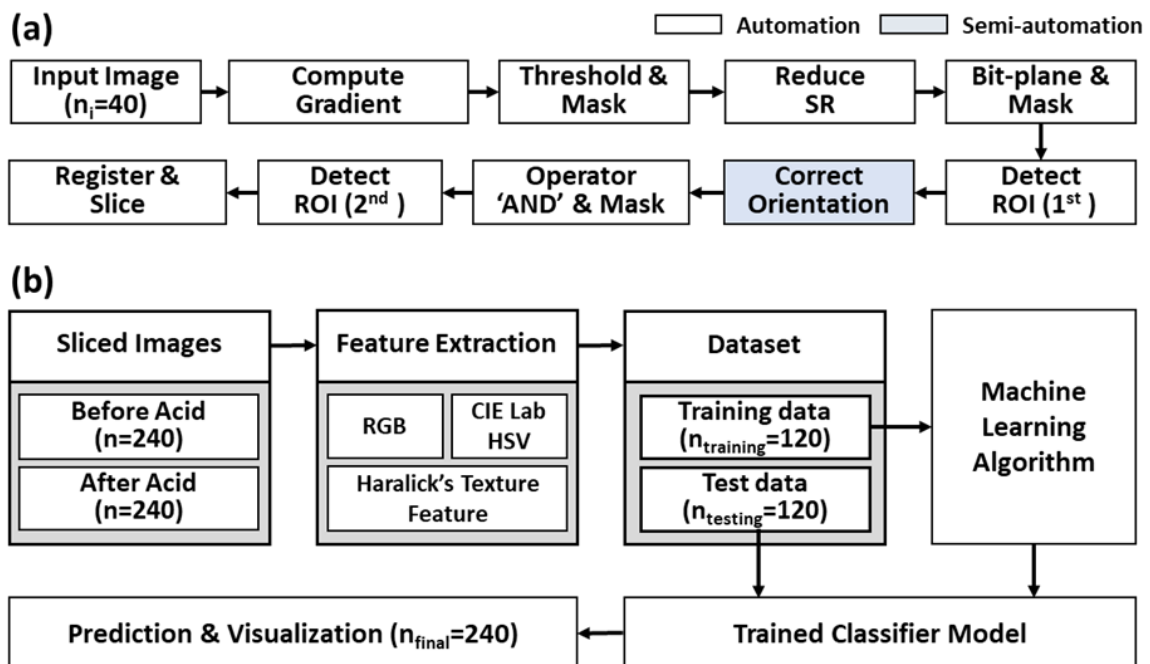 (a)
Automation
Semi-automation
Input Image
(nᵢ=40)
Compute
Gradient
Threshold &
Mask
Reduce
SR
Bit-plane &
Mask
Detect
ROI (1ˢᵗ )
Correct
Orientation
Operator
‘AND’ & Mask
Detect
ROI (2ⁿᵈ )
Register &
Slice
(b)
Sliced Images
Before Acid
(n=240)
After Acid
(n=240)
Feature Extraction
RGB
CIE Lab
HSV
Haralick’s Texture
Feature
Dataset
Training data
(n_training=120)
Test data
(n_testing=120)
Machine
Learning
Algorithm
Prediction & Visualization (n_final=240)
Trained Classifier Model